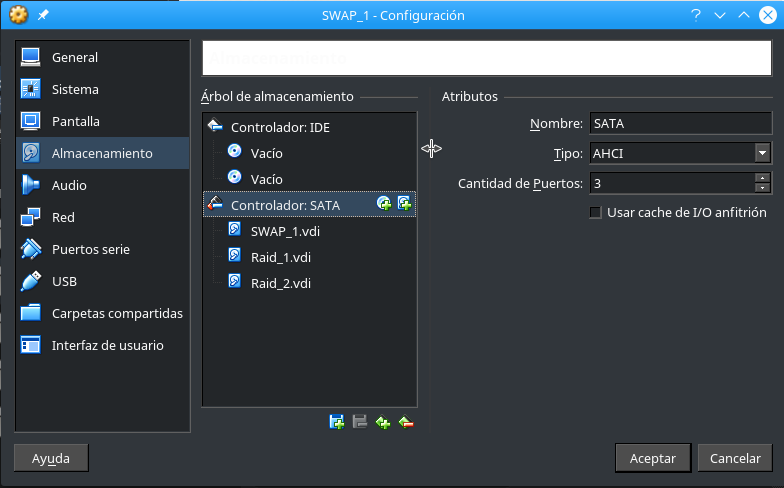 SWAP_1 - Configuración
General
Sistema
Pantalla
Almacenamiento
Audio
Red
Puertos serie
USB
Carpetas compartidas
Interfaz de usuario
Árbol de almacenamiento
Controlador: IDE
Vacío
Vacío
Controlador: SATA
SWAP_1.vdi
Raid_1.vdi
Raid_2.vdi
Atributos
Nombre: SATA
Tipo: AHCI
Cantidad de Puertos: 3
Usar cache de I/O anfitrión
Ayuda
Aceptar
Cancelar